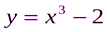 y = x³ − 2